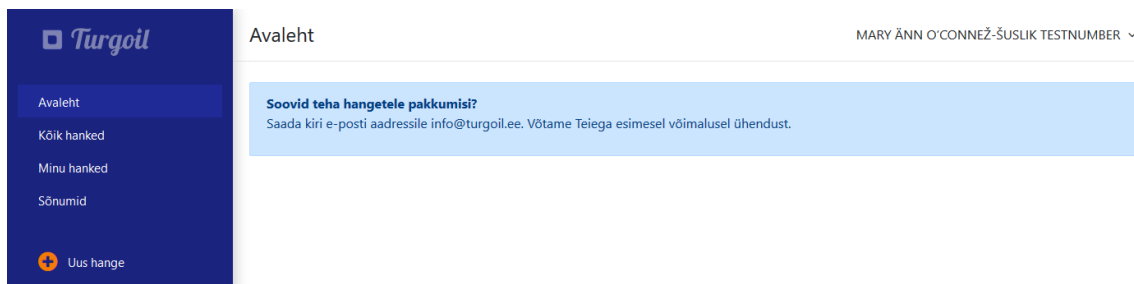 Turgoil
Avaleht
MARY ÄNN O'CONNEŽ-ŠUSLIK TESTNUMBER
Avaleht
Kõik hanked
Minu hanked
Sõnumid
Uus hange
Soovid teha hangetele pakkumisi?
Saada kiri e-posti aadressile info@turgoil.ee. Võtame Teiega esimesel võimalusel ühendust.